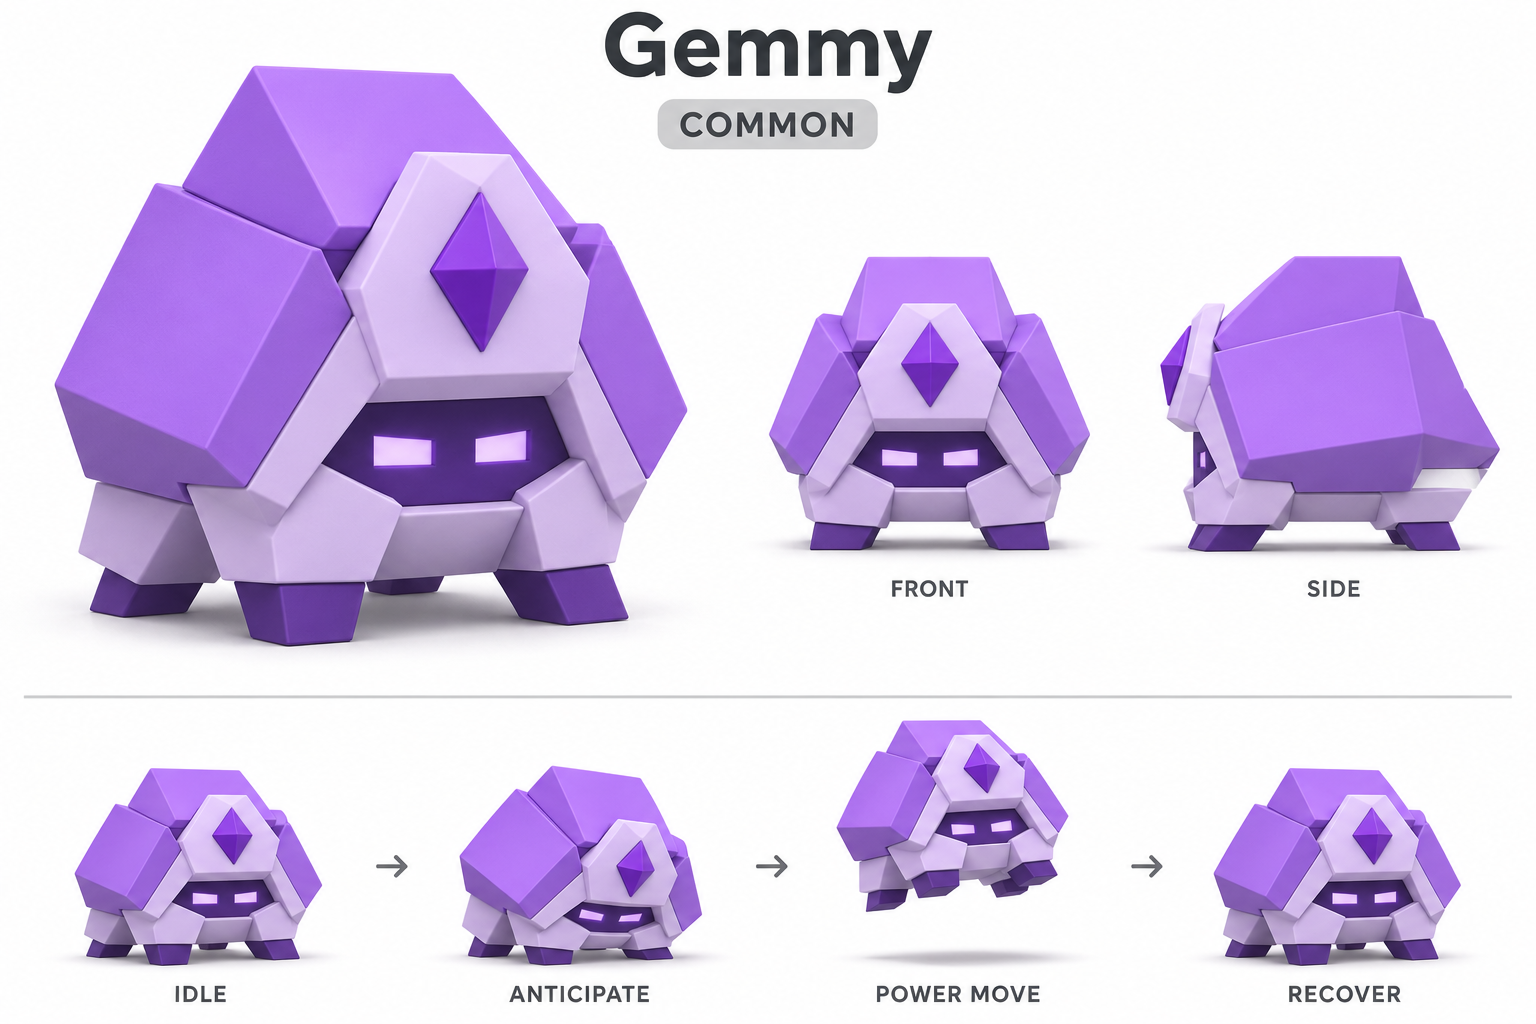 Gemmy
COMMON
FRONT
SIDE
IDLE
ANTICIPATE
POWER MOVE
RECOVER